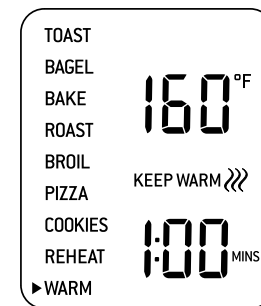 TOAST
BAGEL
BAKE
ROAST
BROIL
PIZZA
COOKIES
REHEAT
▶WARM
160°F
KEEP WARM
1:00 MINS